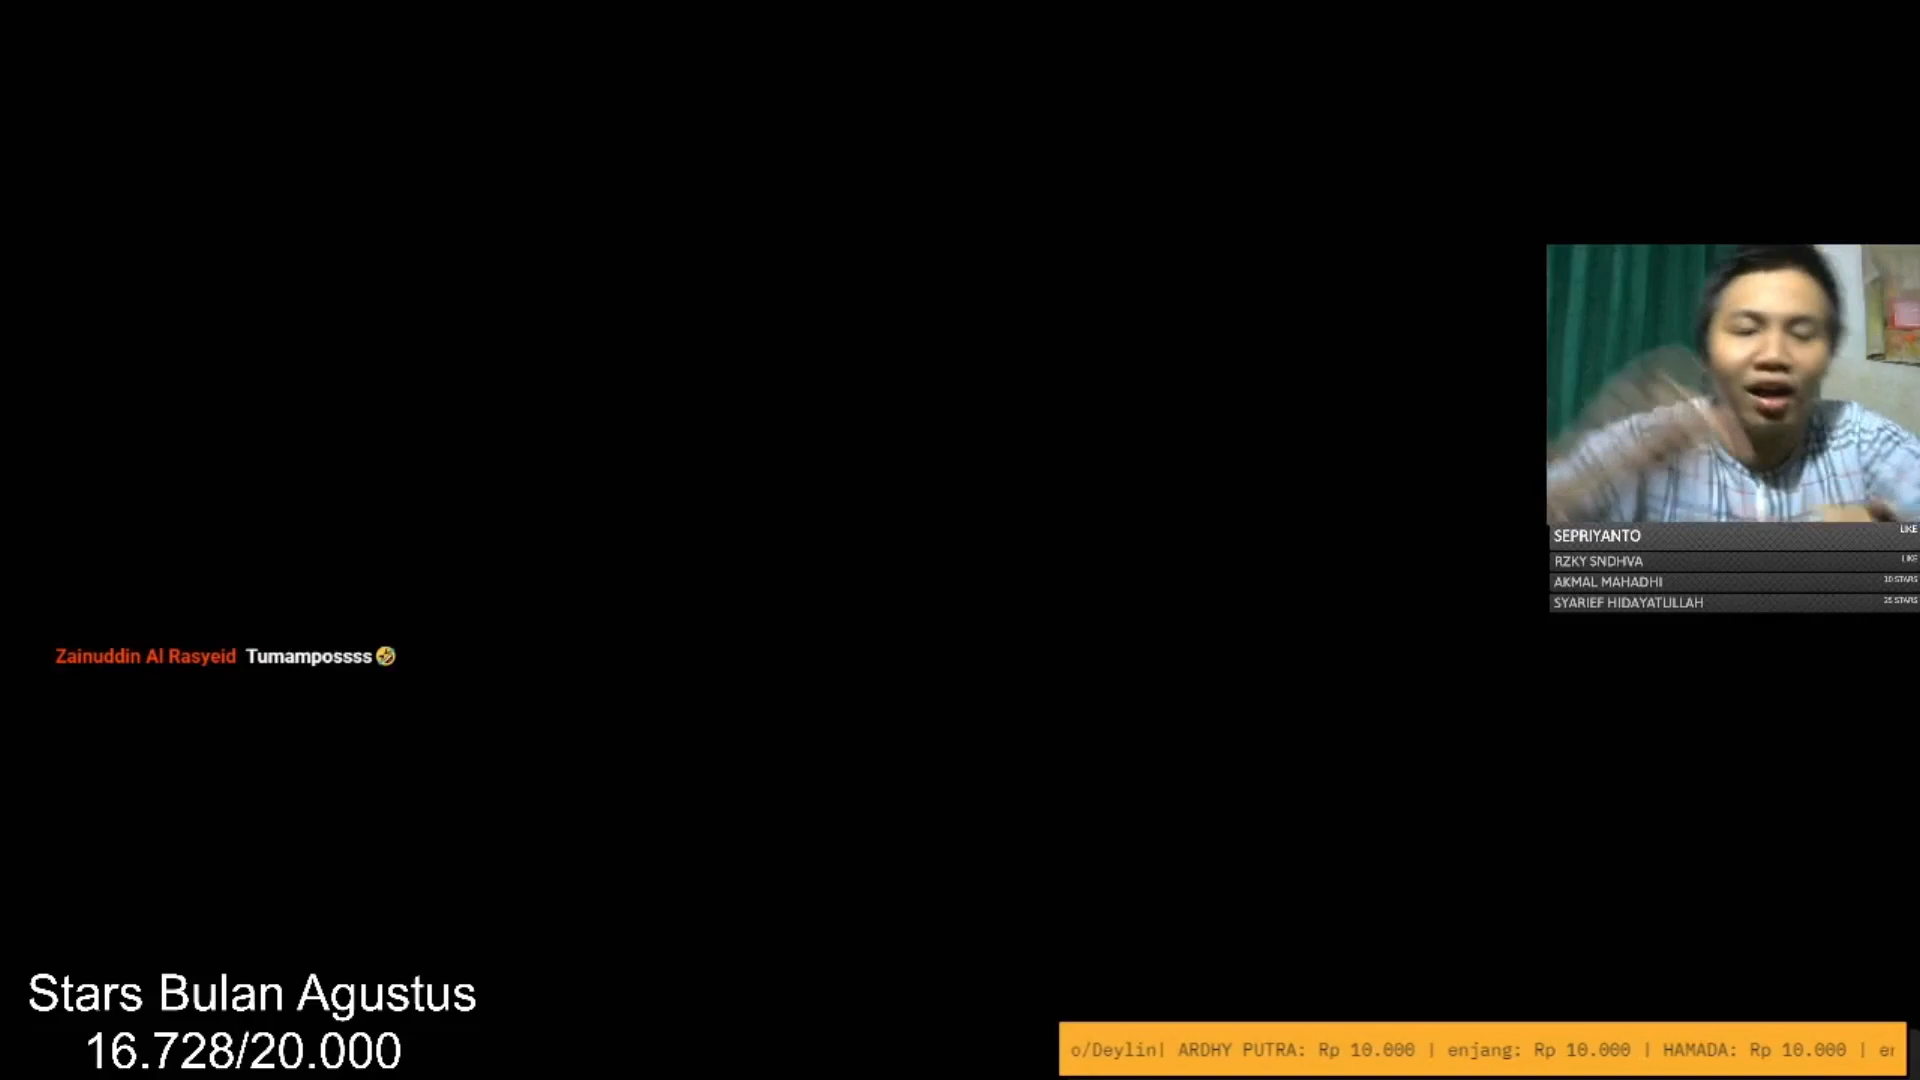 SEPRIYANTO LIKE
RZKY SNDHVA LIKE
AKMAL MAHADHI 10 STARS
SYARIEF HIDAYATULLAH 25 STARS
Zainuddin Al Rasyeid Tumampossss🤣
Stars Bulan Agustus
16.728/20.000
o/Deylin| ARDHY PUTRA: Rp 10.000 | enjang: Rp 10.000 | HAMADA: Rp 10.000 |